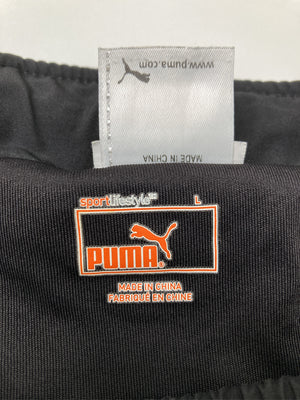 www.puma.com
MADE IN CHINA
sportlifestyle L
PUMA
MADE IN CHINA
FABRIQUÉ EN CHINE